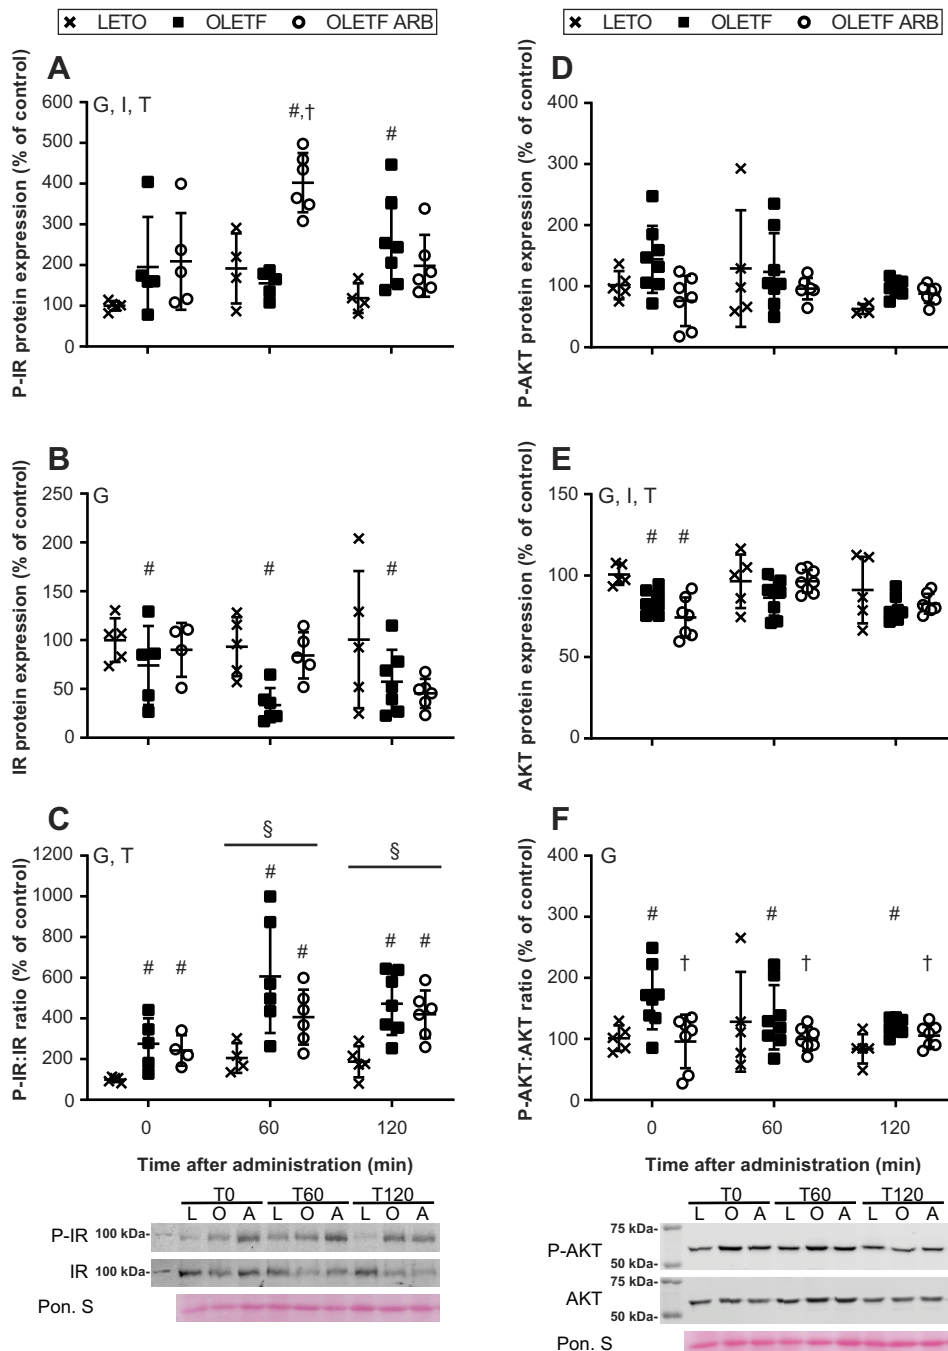 LETO OLETF OLETF ARB
LETO OLETF OLETF ARB
A
P-IR protein expression (% of control)
G, I, T
#,†
#
600
500
400
300
200
100
0
D
P-AKT protein expression (% of control)
400
300
200
100
0
B
IR protein expression (% of control)
G
# # #
250
200
150
100
50
0
E
AKT protein expression (% of control)
G, I, T
# #
150
100
50
0
C
P-IR:IR ratio (% of control)
G, T
§ §
# # # # # #
1200
1000
800
600
400
200
0
0 60 120
Time after administration (min)
F
P-AKT:AKT ratio (% of control)
G
# # #
† † †
400
300
200
100
0
0 60 120
Time after administration (min)
T0 T60 T120
L O A L O A L O A
P-IR 100 kDa-
IR 100 kDa-
Pon. S
T0 T60 T120
L O A L O A L O A
75 kDa-
P-AKT
50 kDa-
75 kDa-
AKT
50 kDa-
Pon. S